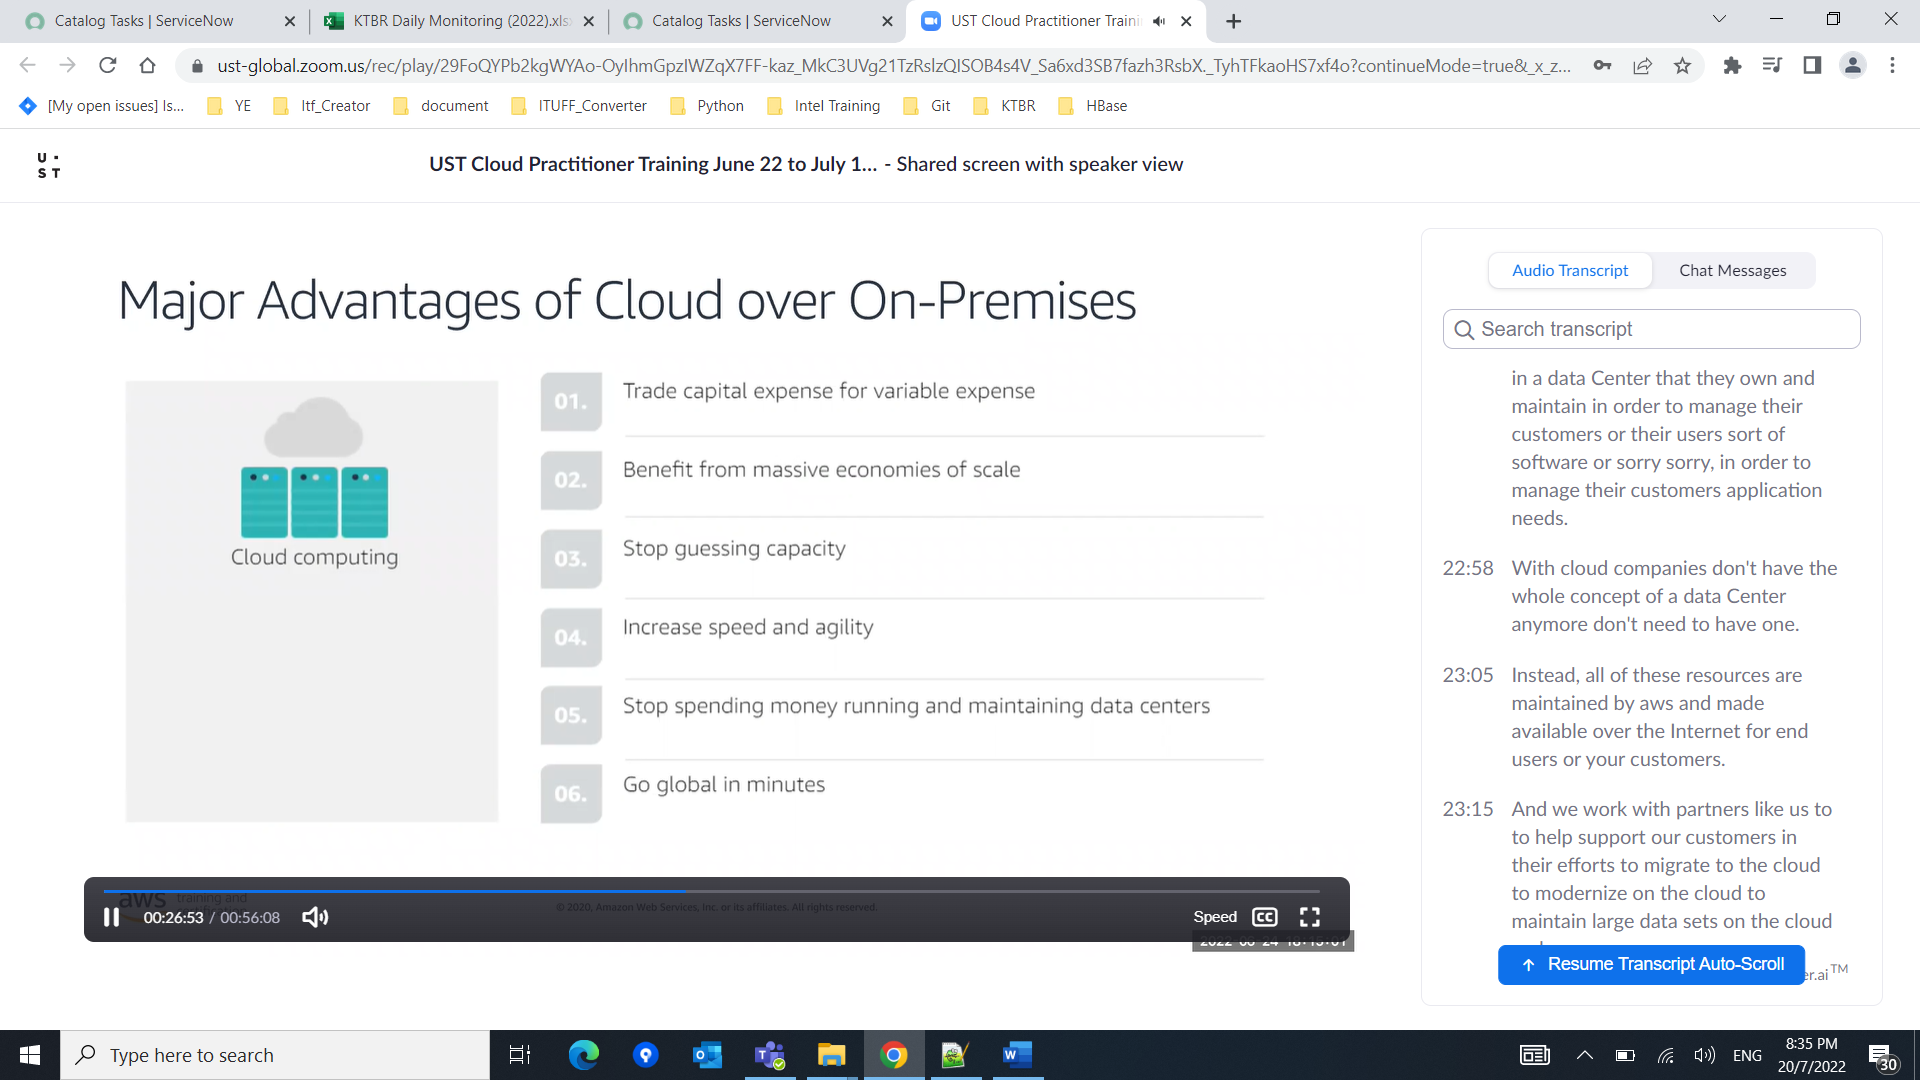 Catalog Tasks | ServiceNow
KTBR Daily Monitoring (2022).xls
Catalog Tasks | ServiceNow
UST Cloud Practitioner Traini
ust-global.zoom.us/rec/play/29FoQYPb2kgWYAo-OyIhmGpzIWZqX7FF-kaz_MkC3UVg21TzRslzQISOB4s4V_Sa6xd3SB7fazh3RsbX._TyhTFkaoHS7xf4o?continueMode=true&_x_z...
[My open issues] Is...
YE
Itf_Creator
document
ITUFF_Converter
Python
Intel Training
Git
KTBR
HBase
U·
ST
UST Cloud Practitioner Training June 22 to July 1... - Shared screen with speaker view
Major Advantages of Cloud over On-Premises
Cloud computing
01. Trade capital expense for variable expense
02. Benefit from massive economies of scale
03. Stop guessing capacity
04. Increase speed and agility
05. Stop spending money running and maintaining data centers
06. Go global in minutes
aws training and
certification
© 2020, Amazon Web Services, Inc. or its affiliates. All rights reserved.
00:26:53 / 00:56:08
Speed
CC
Audio Transcript
Chat Messages
Search transcript
in a data Center that they own and
maintain in order to manage their
customers or their users sort of
software or sorry sorry, in order to
manage their customers application
needs.
22:58 With cloud companies don't have the
whole concept of a data Center
anymore don't need to have one.
23:05 Instead, all of these resources are
maintained by aws and made
available over the Internet for end
users or your customers.
23:15 And we work with partners like us to
to help support our customers in
their efforts to migrate to the cloud
to modernize on the cloud to
maintain large data sets on the cloud
Resume Transcript Auto-Scroll
er.ai™
Type here to search
ENG
8:35 PM
20/7/2022
30